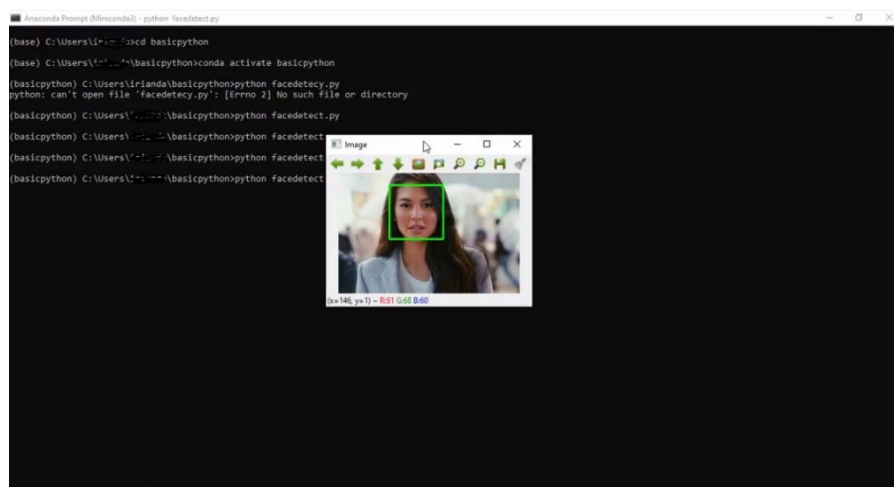 Anaconda Prompt (Miniconda3) - python facedetect.py
(base) C:\Users\ >cd basicpython
(base) C:\Users\ \basicpython>conda activate basicpython
(basicpython) C:\Users\irianda\basicpython>python facedetecy.py
python: can't open file 'facedetecy.py': [Errno 2] No such file or directory
(basicpython) C:\Users\ \basicpython>python facedetect.py
(basicpython) C:\Users\ \basicpython>python facedetect
(basicpython) C:\Users\ \basicpython>python facedetect
(basicpython) C:\Users\ \basicpython>python facedetect
Image
(x=146, y=1) ~ R:91 G:68 B:60